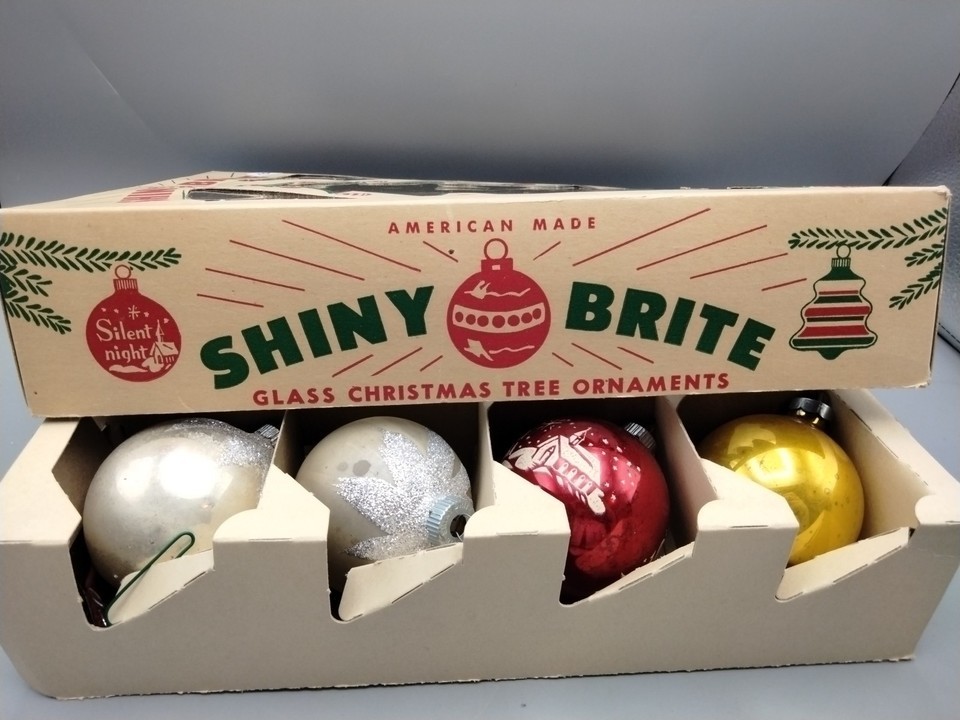 AMERICAN MADE
SHINY BRITE
GLASS CHRISTMAS TREE ORNAMENTS
Silent
night